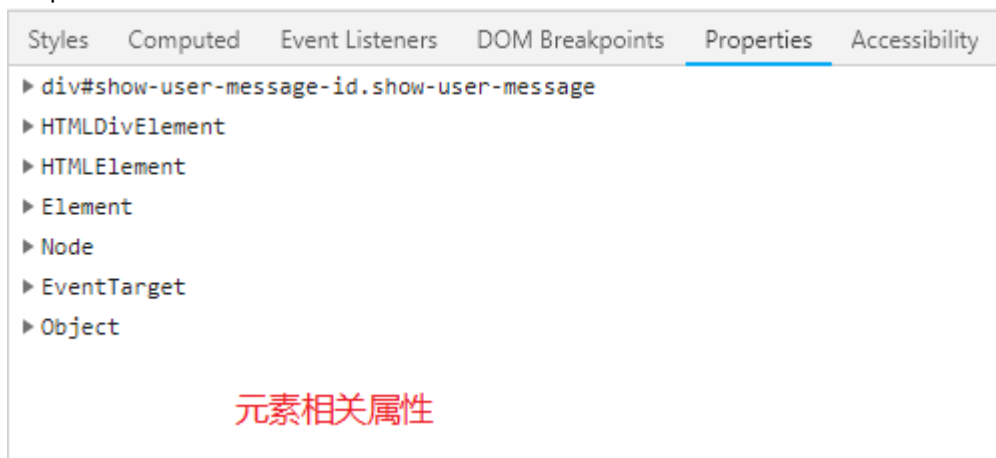 Styles Computed Event Listeners DOM Breakpoints Properties Accessibility
div#show-user-message-id.show-user-message
HTMLDivElement
HTMLElement
Element
Node
EventTarget
Object
元素相关属性